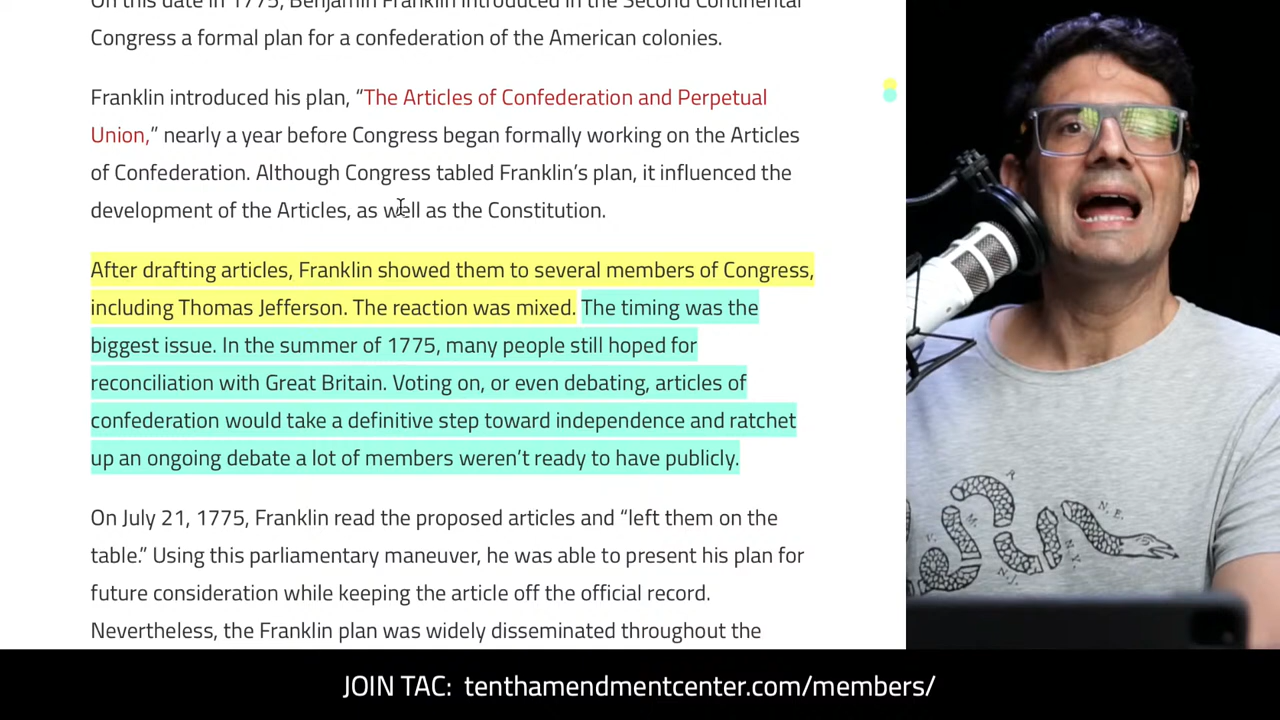 On this date in 1775, Benjamin Franklin introduced in the Second Continental
Congress a formal plan for a confederation of the American colonies.
Franklin introduced his plan, “The Articles of Confederation and Perpetual
Union,” nearly a year before Congress began formally working on the Articles
of Confederation. Although Congress tabled Franklin’s plan, it influenced the
development of the Articles, as well as the Constitution.
After drafting articles, Franklin showed them to several members of Congress,
including Thomas Jefferson. The reaction was mixed. The timing was the
biggest issue. In the summer of 1775, many people still hoped for
reconciliation with Great Britain. Voting on, or even debating, articles of
confederation would take a definitive step toward independence and ratchet
up an ongoing debate a lot of members weren’t ready to have publicly.
On July 21, 1775, Franklin read the proposed articles and “left them on the
table.” Using this parliamentary maneuver, he was able to present his plan for
future consideration while keeping the article off the official record.
Nevertheless, the Franklin plan was widely disseminated throughout the
R.
N. E.
M.
V.
N.Y.
N.J.
JOIN TAC: tenthamendmentcenter.com/members/